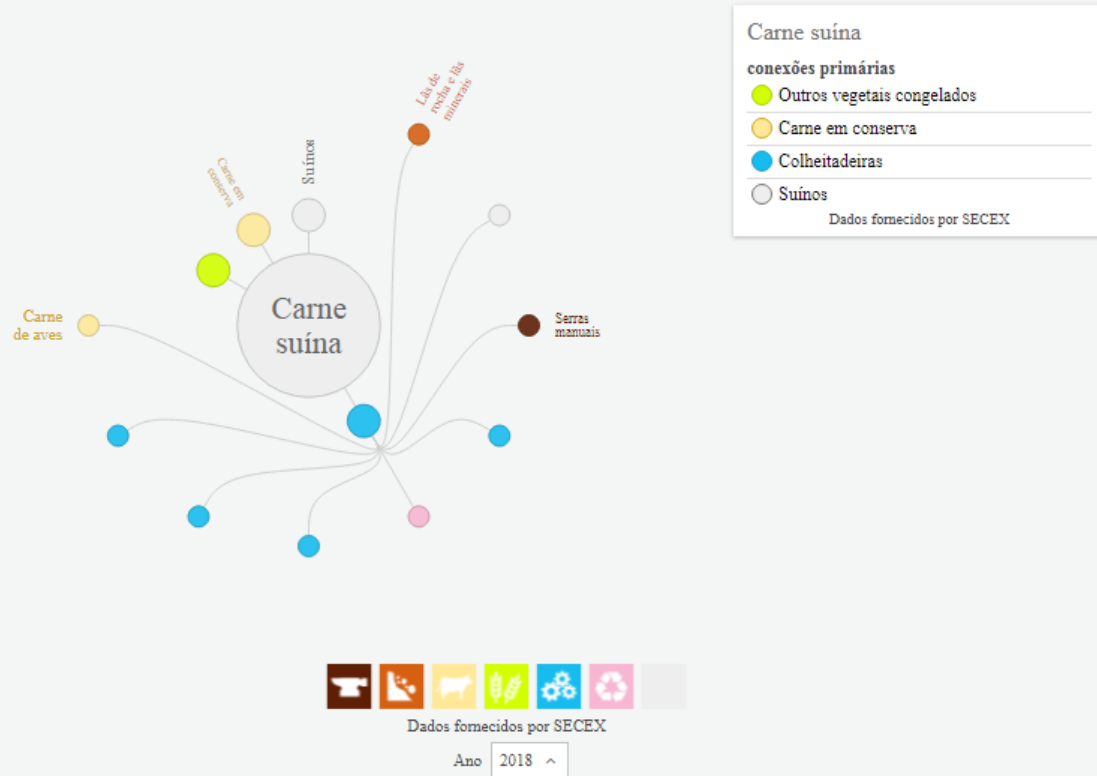 Carne suína
conexões primárias
Outros vegetais congelados
Carne em conserva
Colheitadeiras
Suínos
Dados fornecidos por SECEX
Lãs de
rocha e lãs
minerais
Suínos
Carne em
conserva
Carne
suína
Carne
de aves
Serras
manuais
Dados fornecidos por SECEX
Ano 2018